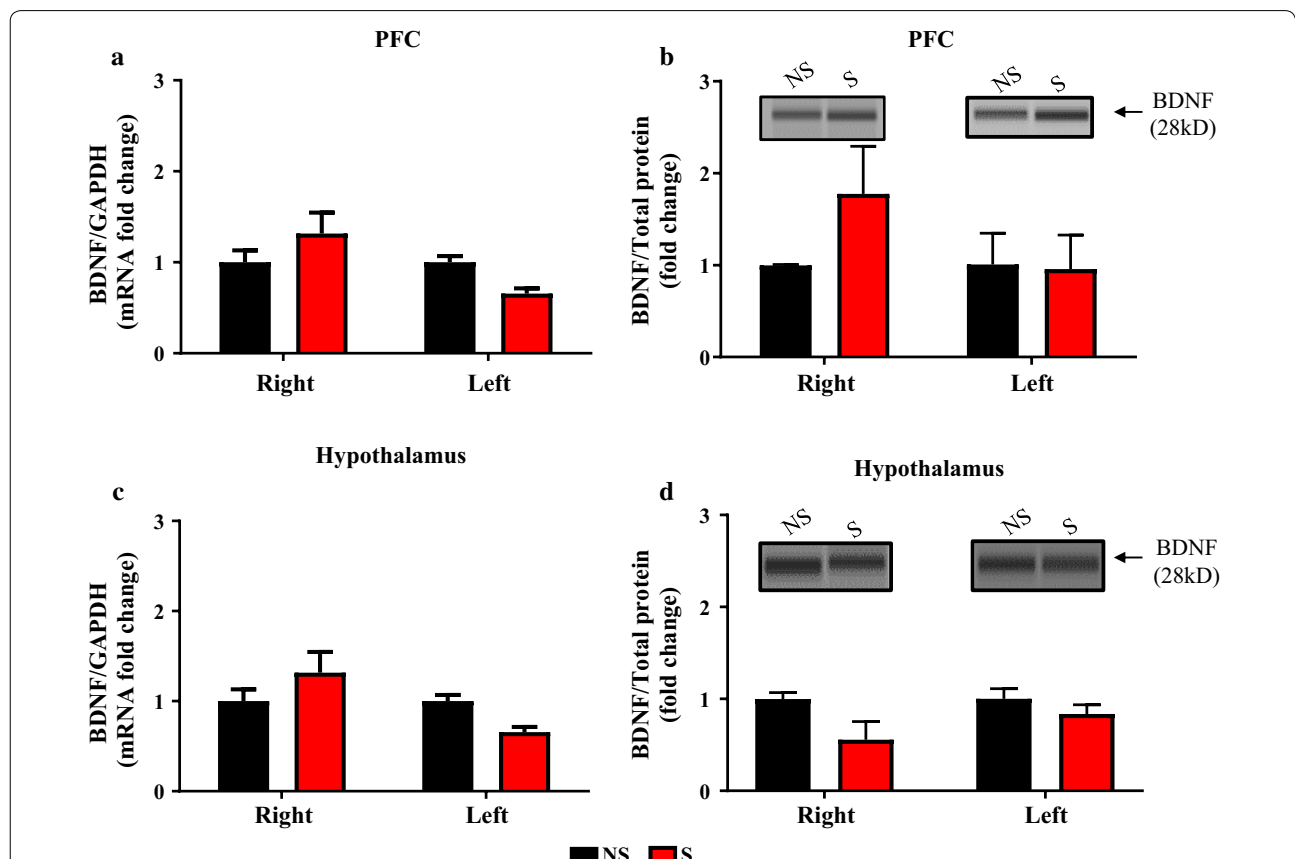 PFC
a
BDNF/GAPDH
(mRNA fold change)
3
2
1
0
Right
Left
PFC
b
BDNF/Total protein
(fold change)
3
2
1
0
NS
S
NS
S
BDNF
(28kD)
Right
Left
Hypothalamus
c
BDNF/GAPDH
(mRNA fold change)
3
2
1
0
Right
Left
Hypothalamus
d
BDNF/Total protein
(fold change)
3
2
1
0
NS
S
NS
S
BDNF
(28kD)
Right
Left
NS
S